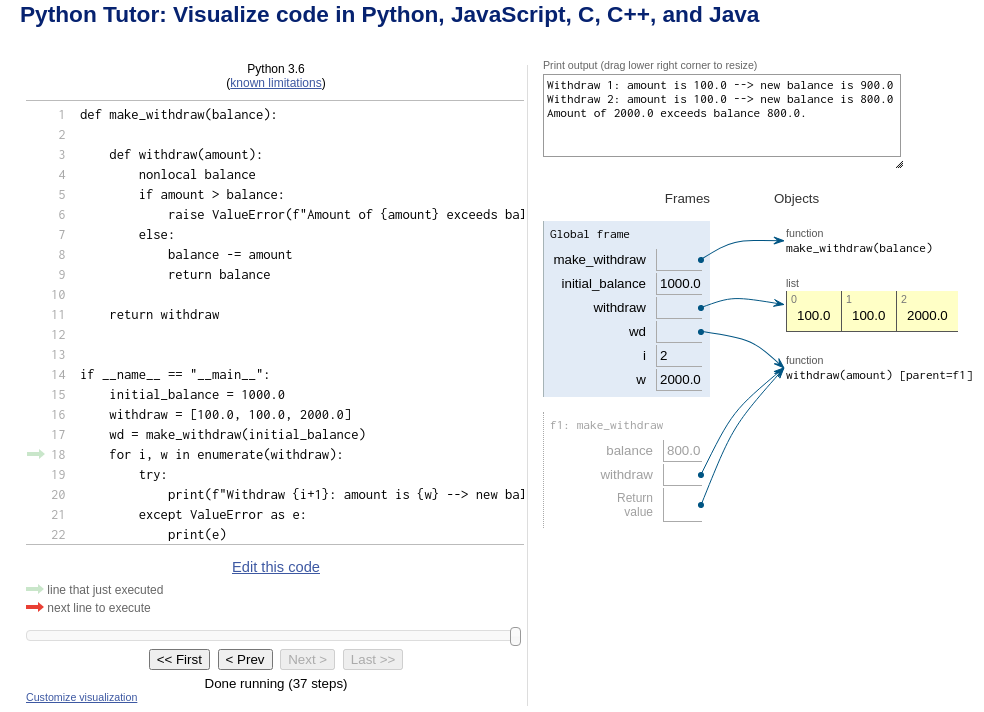 Python Tutor: Visualize code in Python, JavaScript, C, C++, and Java
Python 3.6
(known limitations)
1 def make_withdraw(balance):
2
3     def withdraw(amount):
4         nonlocal balance
5         if amount > balance:
6             raise ValueError(f"Amount of {amount} exceeds bal
7         else:
8             balance -= amount
9             return balance
10
11     return withdraw
12
13
14 if __name__ == "__main__":
15     initial_balance = 1000.0
16     withdraw = [100.0, 100.0, 2000.0]
17     wd = make_withdraw(initial_balance)
18     for i, w in enumerate(withdraw):
19         try:
20             print(f"Withdraw {i+1}: amount is {w} --> new bal
21         except ValueError as e:
22             print(e)
Edit this code
line that just executed
next line to execute
<< First < Prev Next > Last >>
Done running (37 steps)
Customize visualization
Print output (drag lower right corner to resize)
Withdraw 1: amount is 100.0 --> new balance is 900.0
Withdraw 2: amount is 100.0 --> new balance is 800.0
Amount of 2000.0 exceeds balance 800.0.
Frames Objects
Global frame
make_withdraw
initial_balance 1000.0
withdraw
wd
i 2
w 2000.0
f1: make_withdraw
balance 800.0
withdraw
Return
value
function
make_withdraw(balance)
list
0 1 2
100.0 100.0 2000.0
function
withdraw(amount) [parent=f1]